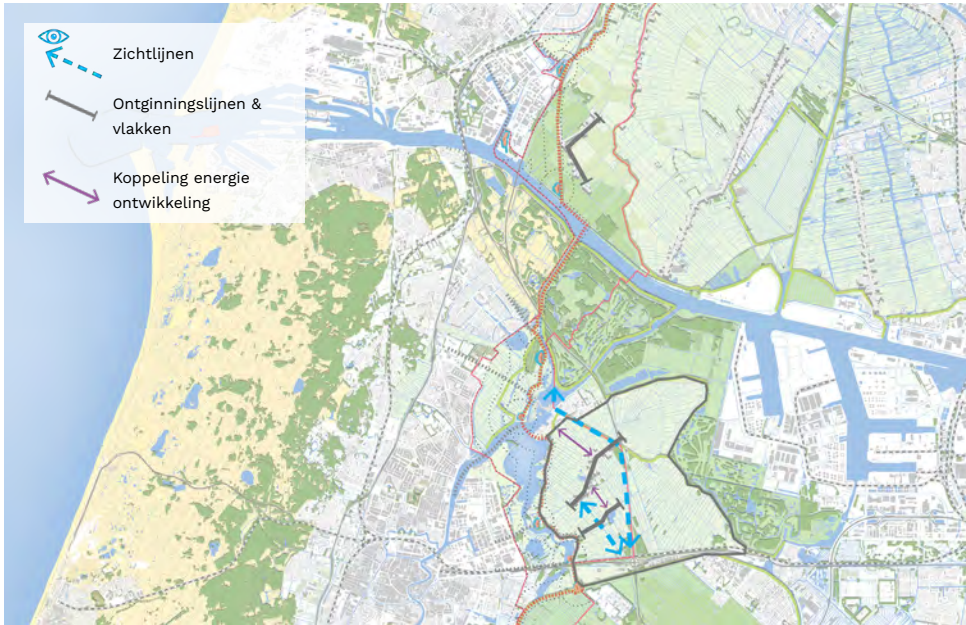 Zichtlijnen
Ontginningslijnen &
vlakken
Koppeling energie
ontwikkeling